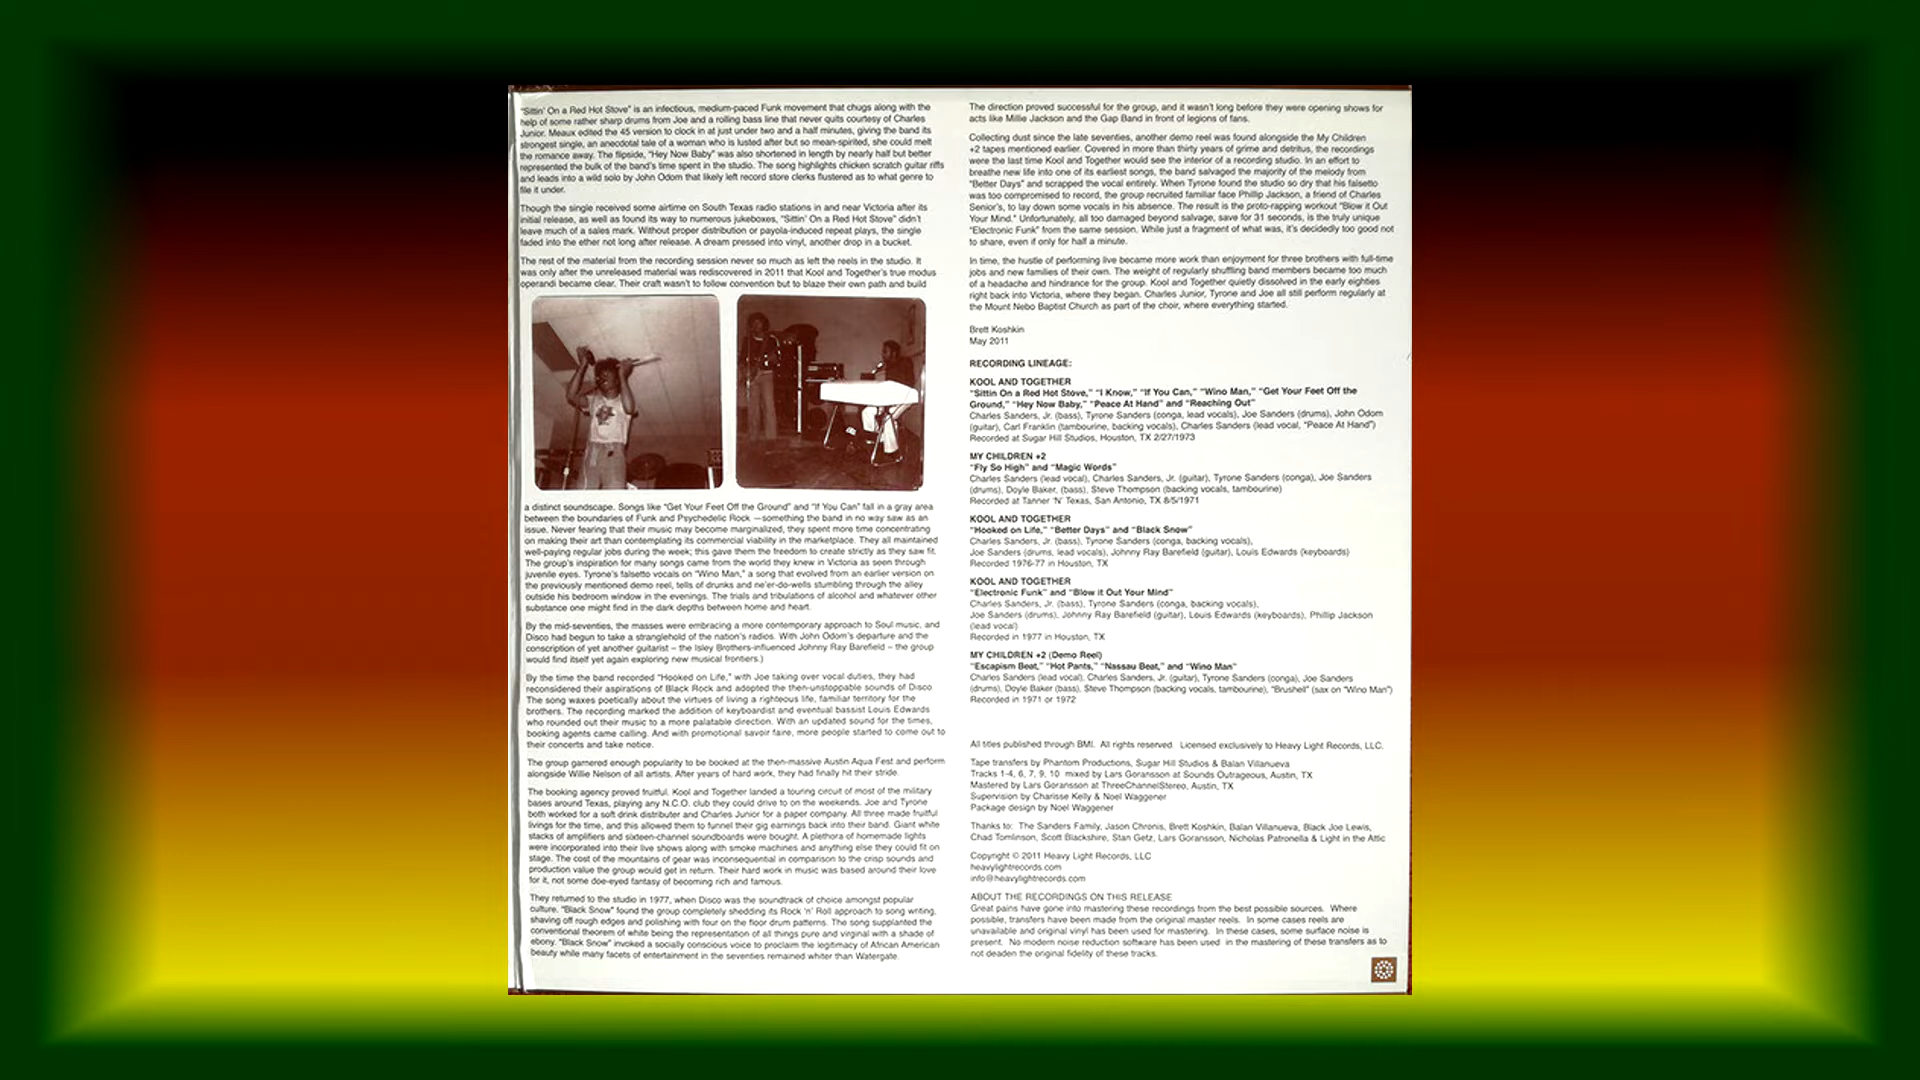 "Sittin' On a Red Hot Stove" is an infectious, medium-paced Funk movement that chugs along with the
help of some rather sharp drums from Joe and a rolling bass line that never quits courtesy of Charles
Junior. Meaux edited the 45 version to clock in at just under two and a half minutes, giving the band its
strongest single, an anecdotal tale of a woman who is lusted after but so mean-spirited, she could melt
the romance away. The flipside, "Hey Now Baby" was also shortened in length by nearly half but better
represented the bulk of the band's time spent in the studio. The song highlights chicken scratch guitar riffs
and leads into a wild solo by John Odom that likely left record store clerks flustered as to what genre to
file it under.
Though the single received some airtime on South Texas radio stations in and near Victoria after its
initial release, as well as found its way to numerous jukeboxes, "Sittin' On a Red Hot Stove" didn't
leave much of a sales mark. Without proper distribution or payola-induced repeat plays, the single
faded into the ether not long after release. A dream pressed into vinyl, another drop in a bucket.
The rest of the material from the recording session never so much as left the reels in the studio. It
was only after the unreleased material was rediscovered in 2011 that Kool and Together's true modus
operandi became clear. Their craft wasn't to follow convention but to blaze their own path and build
a distinct soundscape. Songs like "Get Your Feet Off the Ground" and "If You Can" fall in a gray area
between the boundaries of Funk and Psychedelic Rock —something the band in no way saw as an
issue. Never fearing that their music may become marginalized, they spent more time concentrating
on making their art than contemplating its commercial viability in the marketplace. They all maintained
well-paying regular jobs during the week; this gave them the freedom to create strictly as they saw fit.
The group's inspiration for many songs came from the world they knew in Victoria as seen through
juvenile eyes. Tyrone's falsetto vocals on "Wino Man," a song that evolved from an earlier version on
the previously mentioned demo reel, tells of drunks and ne'er-do-wells stumbling through the alley
outside his bedroom window in the evenings. The trials and tribulations of alcohol and whatever other
substance one might find in the dark depths between home and heart.
By the mid-seventies, the masses were embracing a more contemporary approach to Soul music, and
Disco had begun to take a stranglehold of the nation's radios. With John Odom's departure and the
conscription of yet another guitarist – the Isley Brothers-influenced Johnny Ray Barefield – the group
would find itself yet again exploring new musical frontiers.)
By the time the band recorded "Hooked on Life," with Joe taking over vocal duties, they had
reconsidered their aspirations of Black Rock and adopted the then-unstoppable sounds of Disco
The song waxes poetically about the virtues of living a righteous life, familiar territory for the
brothers. The recording marked the addition of keyboardist and eventual bassist Louis Edwards
who rounded out their music to a more palatable direction. With an updated sound for the times,
booking agents came calling. And with promotional savoir faire, more people started to come out to
their concerts and take notice.
The group garnered enough popularity to be booked at the then-massive Austin Aqua Fest and perform
alongside Willie Nelson of all artists. After years of hard work, they had finally hit their stride.
The booking agency proved fruitful. Kool and Together landed a touring circuit of most of the military
bases around Texas, playing any N.C.O. club they could drive to on the weekends. Joe and Tyrone
both worked for a soft drink distributer and Charles Junior for a paper company. All three made fruitful
livings for the time, and this allowed them to funnel their gig earnings back into their band. Giant white
stacks of amplifiers and sixteen-channel soundboards were bought. A plethora of homemade lights
were incorporated into their live shows along with smoke machines and anything else they could fit on
stage. The cost of the mountains of gear was inconsequential in comparison to the crisp sounds and
production value the group would get in return. Their hard work in music was based around their love
for it, not some doe-eyed fantasy of becoming rich and famous.
They returned to the studio in 1977, when Disco was the soundtrack of choice amongst popular
culture. "Black Snow" found the group completely shedding its Rock 'n' Roll approach to song writing,
shaving off rough edges and polishing with four on the floor drum patterns. The song supplanted the
conventional theorem of white being the representation of all things pure and virginal with a shade of
ebony. "Black Snow" invoked a socially conscious voice to proclaim the legitimacy of African American
beauty while many facets of entertainment in the seventies remained whiter than Watergate.
The direction proved successful for the group, and it wasn't long before they were opening shows for
acts like Millie Jackson and the Gap Band in front of legions of fans.
Collecting dust since the late seventies, another demo reel was found alongside the My Children
+2 tapes mentioned earlier. Covered in more than thirty years of grime and detritus, the recordings
were the last time Kool and Together would see the interior of a recording studio. In an effort to
breathe new life into one of its earliest songs, the band salvaged the majority of the melody from
"Better Days" and scrapped the vocal entirely. When Tyrone found the studio so dry that his falsetto
was too compromised to record, the group recruited familiar face Phillip Jackson, a friend of Charles
Senior's, to lay down some vocals in his absence. The result is the proto-rapping workout "Blow it Out
Your Mind." Unfortunately, all too damaged beyond salvage, save for 31 seconds, is the truly unique
"Electronic Funk" from the same session. While just a fragment of what was, it's decidedly too good not
to share, even if only for half a minute.
In time, the hustle of performing live became more work than enjoyment for three brothers with full-time
jobs and new families of their own. The weight of regularly shuffling band members became too much
of a headache and hindrance for the group. Kool and Together quietly dissolved in the early eighties
right back into Victoria, where they began. Charles Junior, Tyrone and Joe all still perform regularly at
the Mount Nebo Baptist Church as part of the choir, where everything started.
Brett Koshkin
May 2011
RECORDING LINEAGE:
KOOL AND TOGETHER
"Sittin On a Red Hot Stove," "I Know," "If You Can," "Wino Man," "Get Your Feet Off the
Ground," "Hey Now Baby," "Peace At Hand" and "Reaching Out"
Charles Sanders, Jr. (bass), Tyrone Sanders (conga, lead vocals), Joe Sanders (drums), John Odom
(guitar), Carl Franklin (tambourine, backing vocals), Charles Sanders (lead vocal, "Peace At Hand")
Recorded at Sugar Hill Studios, Houston, TX 2/27/1973
MY CHILDREN +2
"Fly So High" and "Magic Words"
Charles Sanders (lead vocal), Charles Sanders, Jr. (guitar), Tyrone Sanders (conga), Joe Sanders
(drums), Doyle Baker, (bass), Steve Thompson (backing vocals, tambourine)
Recorded at Tanner 'N' Texas, San Antonio, TX 8/5/1971
KOOL AND TOGETHER
"Hooked on Life," "Better Days" and "Black Snow"
Charles Sanders, Jr. (bass), Tyrone Sanders (conga, backing vocals),
Joe Sanders (drums, lead vocals), Johnny Ray Barefield (guitar), Louis Edwards (keyboards)
Recorded 1976-77 in Houston, TX
KOOL AND TOGETHER
"Electronic Funk" and "Blow it Out Your Mind"
Charles Sanders, Jr. (bass), Tyrone Sanders (conga, backing vocals),
Joe Sanders (drums), Johnny Ray Barefield (guitar), Louis Edwards (keyboards), Phillip Jackson
(lead vocal)
Recorded in 1977 in Houston, TX
MY CHILDREN +2 (Demo Reel)
"Escapism Beat," "Hot Pants," "Nassau Beat," and "Wino Man"
Charles Sanders (lead vocal), Charles Sanders, Jr. (guitar), Tyrone Sanders (conga), Joe Sanders
(drums), Doyle Baker (bass), Steve Thompson (backing vocals, tambourine), "Brushell" (sax on "Wino Man")
Recorded in 1971 or 1972
All titles published through BMI. All rights reserved. Licensed exclusively to Heavy Light Records, LLC.
Tape transfers by Phantom Productions, Sugar Hill Studios & Balan Villanueva
Tracks 1-4, 6, 7, 9, 10 mixed by Lars Goransson at Sounds Outrageous, Austin, TX
Mastered by Lars Goransson at ThreeChannelStereo, Austin, TX
Supervision by Charisse Kelly & Noel Waggener
Package design by Noel Waggener
Thanks to: The Sanders Family, Jason Chronis, Brett Koshkin, Balan Villanueva, Black Joe Lewis,
Chad Tomlinson, Scott Blackshire, Stan Getz, Lars Goransson, Nicholas Patronella & Light in the Attic
Copyright © 2011 Heavy Light Records, LLC
heavylightrecords.com
info@heavylightrecords.com
ABOUT THE RECORDINGS ON THIS RELEASE
Great pains have gone into mastering these recordings from the best possible sources. Where
possible, transfers have been made from the original master reels. In some cases reels are
unavailable and original vinyl has been used for mastering. In these cases, some surface noise is
present. No modern noise reduction software has been used in the mastering of these transfers as to
not deaden the original fidelity of these tracks.